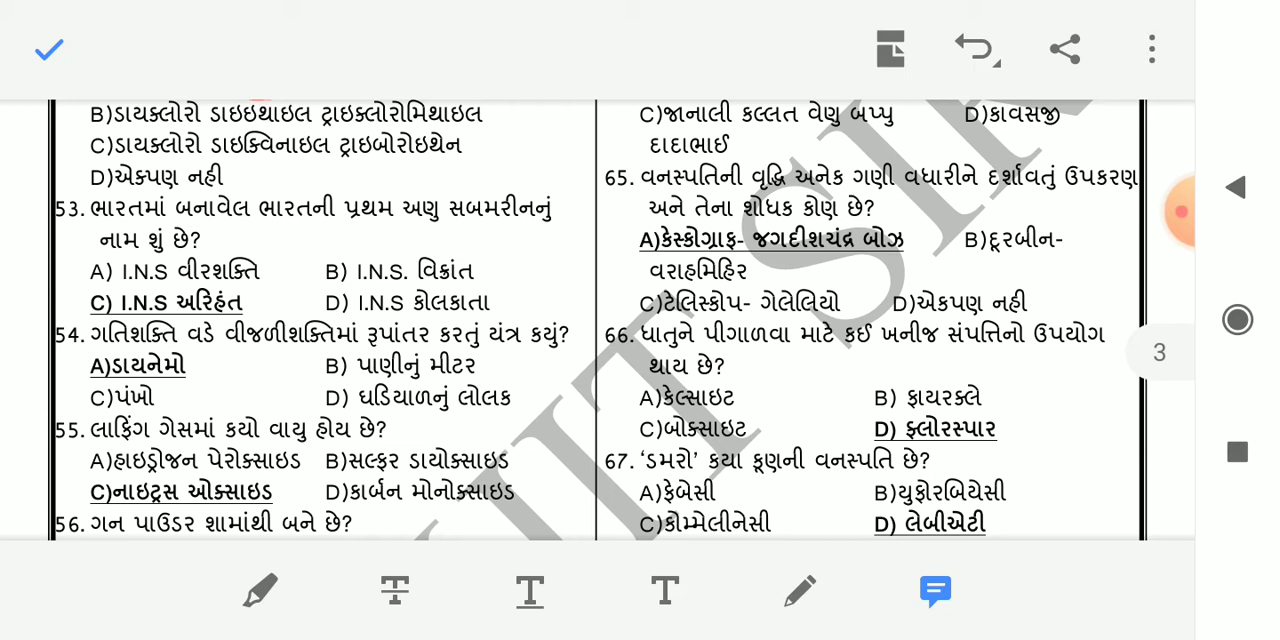 B)ડાયક્લોરો ડાઇઇથાઇલ ટ્રાઇક્લોરોમિથાઇલ
C)ડાયક્લોરો ડાઇક્વિનાઇલ ટ્રાઇબોરોઇથેન
D)એક્પણ નહી
53. ભારતમાં બનાવેલ ભારતની પ્રથમ અણુ સબમરીનનું
નામ શું છે?
A) I.N.S વીરશક્તિ B) I.N.S. વિક્રાંત
C) I.N.S અરિહંત D) I.N.S કોલકાતા
54. ગતિશક્તિ વડે વીજળીશક્તિમાં રૂપાંતર કરતું યંત્ર કયું?
A)ડાયનેમો B) પાણીનું મીટર
C)પંખો D) ઘડિયાળનું લોલક
55. લાફિંગ ગેસમાં કયો વાયુ હોય છે?
A)હાઇડ્રોજન પેરોક્સાઇડ B)સલ્ફર ડાયોક્સાઇડ
C)નાઇટ્રસ ઓક્સાઇડ D)કાર્બન મોનોક્સાઇડ
56. ગન પાઉડર શામાંથી બને છે?
C)જાનાલી કલ્લત વેણુ બપ્પુ D)કાવસજી
દાદાભાઈ
65. વનસ્પતિની વૃદ્ધિ અનેક ગણી વધારીને દર્શાવતું ઉપકરણ
અને તેના શોધક કોણ છે?
A)કેસ્કોગ્રાફ- જગદીશચંદ્ર બોઝ B)દૂરબીન-
વરાહમિહિર
C)ટેલિસ્કોપ- ગેલેલિયો D)એકપણ નહી
66. ધાતુને પીગાળવા માટે કઈ ખનીજ સંપત્તિનો ઉપયોગ
થાય છે?
A)કેલ્સાઇટ B) ફાયરક્લે
C)બોક્સાઇટ D) ફ્લોરસ્પાર
67. ‘ડમરો’ કયા કૂણની વનસ્પતિ છે?
A)ફેબેસી B)યુફોરબિયેસી
C)કોમ્મેલીનેસી D) લેબીએટી
3